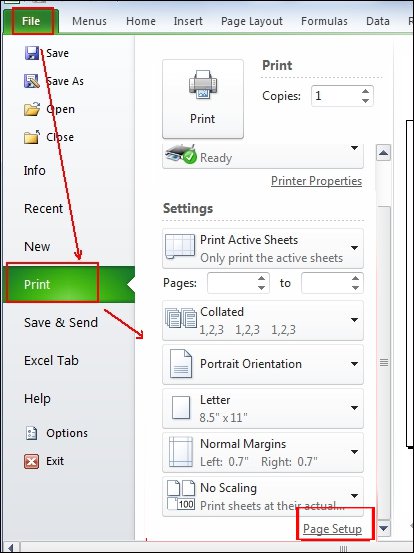 File Menus Home Insert Page Layout Formulas Data
Save
Save As
Open
Close
Info
Recent
New
Print
Save & Send
Excel Tab
Help
Options
Exit
Print
Print
Copies: 1
Ready
Printer Properties
Settings
Print Active Sheets
Only print the active sheets
Pages: to
Collated
1,2,3 1,2,3 1,2,3
Portrait Orientation
Letter
8.5" x 11"
Normal Margins
Left: 0.7" Right: 0.7"
No Scaling
100
Print sheets at their actual...
Page Setup